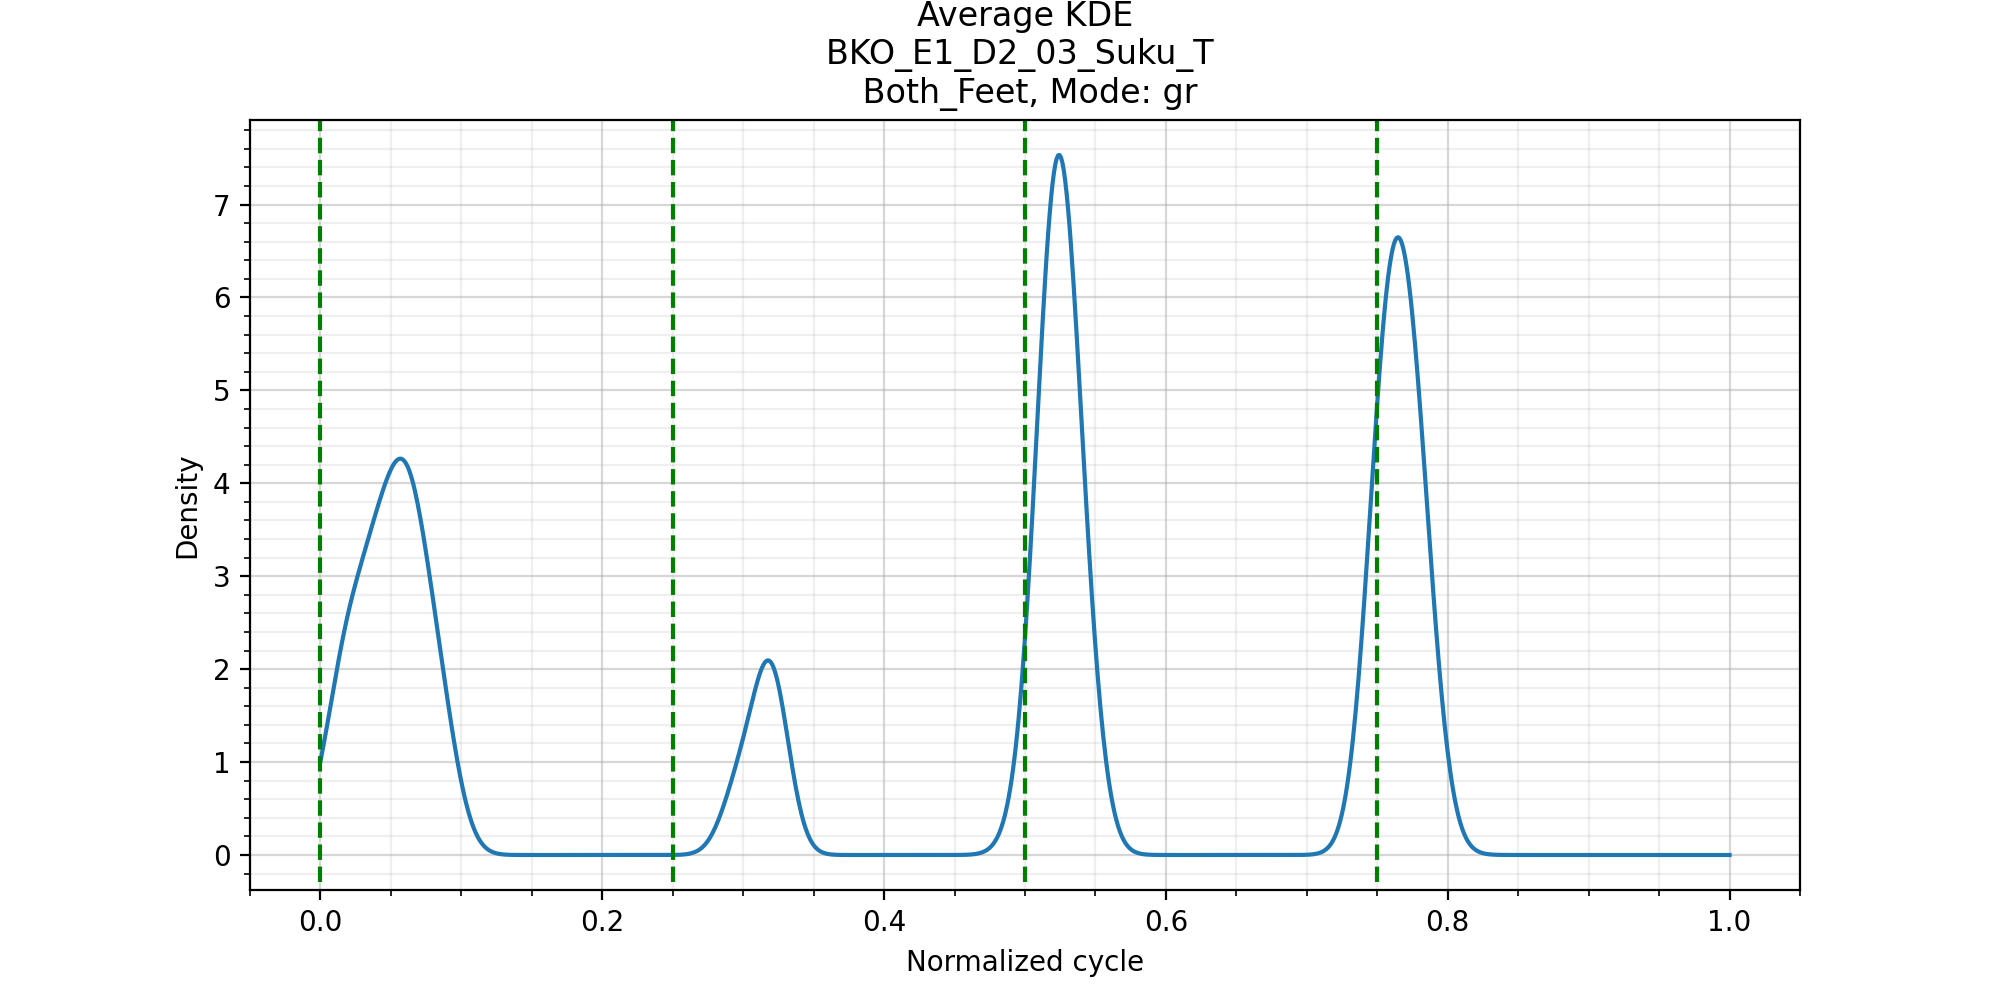 Average KDE
BKO_E1_D2_03_Suku_T
Both_Feet, Mode: gr
7
6
5
4
3
2
1
0
Density
0.0 0.2 0.4 0.6 0.8 1.0
Normalized cycle